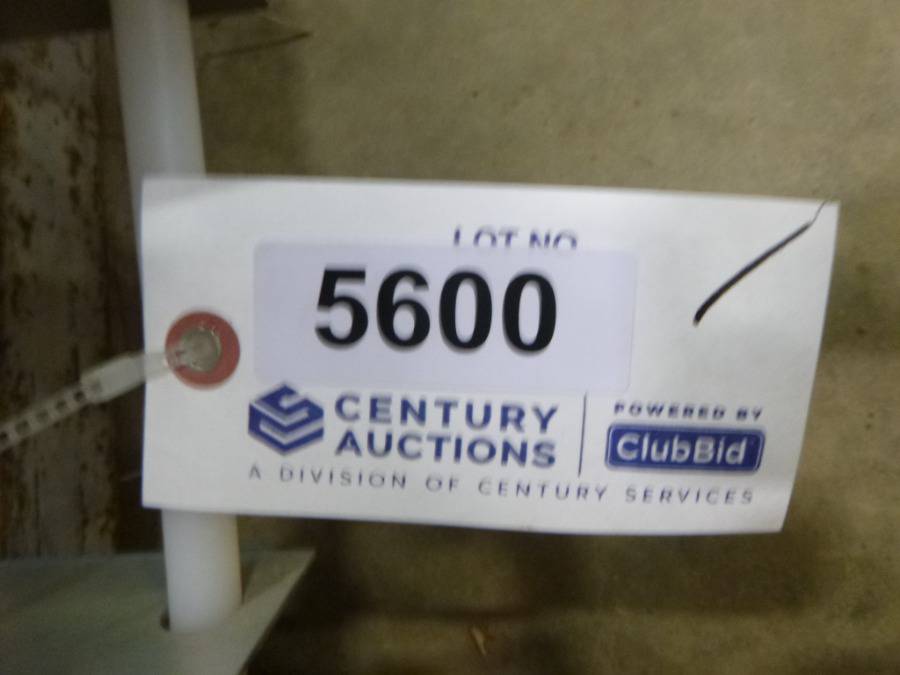 LOT NO
5600
CENTURY
AUCTIONS
A DIVISION OF CENTURY SERVICES
POWERED BY
ClubBid